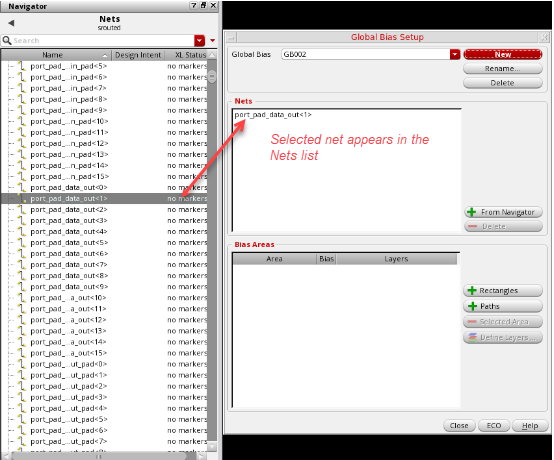 Navigator
Nets
srouted
Search
Name Design Intent XL Status
port_pad_...in_pad<5> no markers
port_pad_...in_pad<6> no markers
port_pad_...in_pad<7> no markers
port_pad_...in_pad<8> no markers
port_pad_...in_pad<9> no markers
port_pad_...n_pad<10> no markers
port_pad_...n_pad<11> no markers
port_pad_...n_pad<12> no markers
port_pad_...n_pad<13> no markers
port_pad_...n_pad<14> no markers
port_pad_...n_pad<15> no markers
port_pad_data_out<0> no markers
port_pad_data_out<1> no markers
port_pad_data_out<2> no markers
port_pad_data_out<3> no markers
port_pad_data_out<4> no markers
port_pad_data_out<5> no markers
port_pad_data_out<6> no markers
port_pad_data_out<7> no markers
port_pad_data_out<8> no markers
port_pad_data_out<9> no markers
port_pad_...a_out<10> no markers
port_pad_...a_out<11> no markers
port_pad_...a_out<12> no markers
port_pad_...a_out<13> no markers
port_pad_...a_out<14> no markers
port_pad_...a_out<15> no markers
port_pad_...ut_pad<0> no markers
port_pad_...ut_pad<1> no markers
port_pad_...ut_pad<2> no markers
port_pad_...ut_pad<3> no markers
port_pad_...ut_pad<4> no markers
port_pad_...ut_pad<5> no markers
port_pad_...ut_pad<6> no markers
port_pad_...ut_pad<7> no markers
Global Bias Setup
Global Bias GB002 New
Rename...
Delete
Nets
port_pad_data_out<1>
Selected net appears in the
Nets list
From Navigator
Delete
Bias Areas
Area Bias Layers
Rectangles
Paths
Selected Area
Define Layers...
Close ECO Help